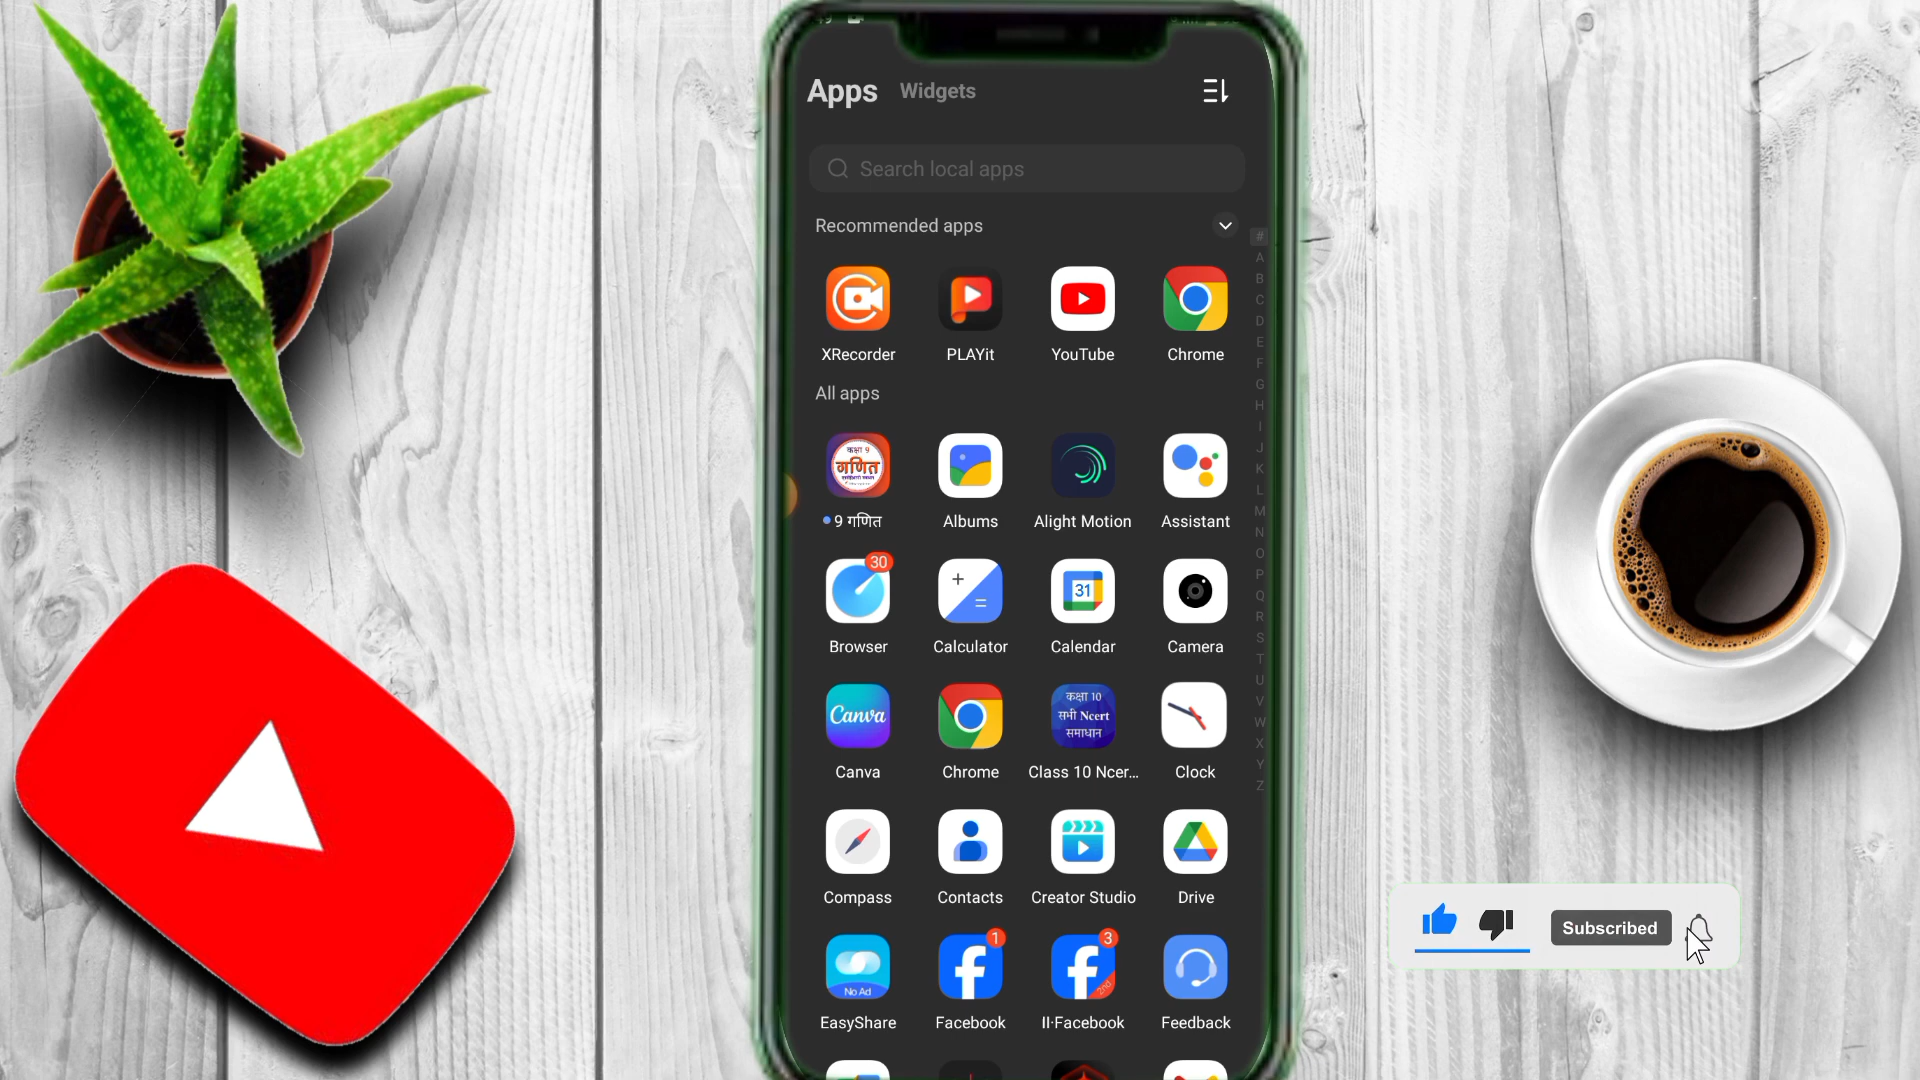 Apps Widgets
Search local apps
Recommended apps
XRecorder PLAYit YouTube Chrome
All apps
कक्षा 9
गणित
9 गणित Albums Alight Motion Assistant
30
31
Browser Calculator Calendar Camera
Canva
कक्षा 10
सभी Ncert
समाधान
Canva Chrome Class 10 Ncer... Clock
Compass Contacts Creator Studio Drive
No Ad
1
3
2nd
EasyShare Facebook II·Facebook Feedback
#
A
B
C
D
E
F
G
H
I
J
K
L
M
N
O
P
Q
R
S
T
U
V
W
X
Y
Z
Subscribed